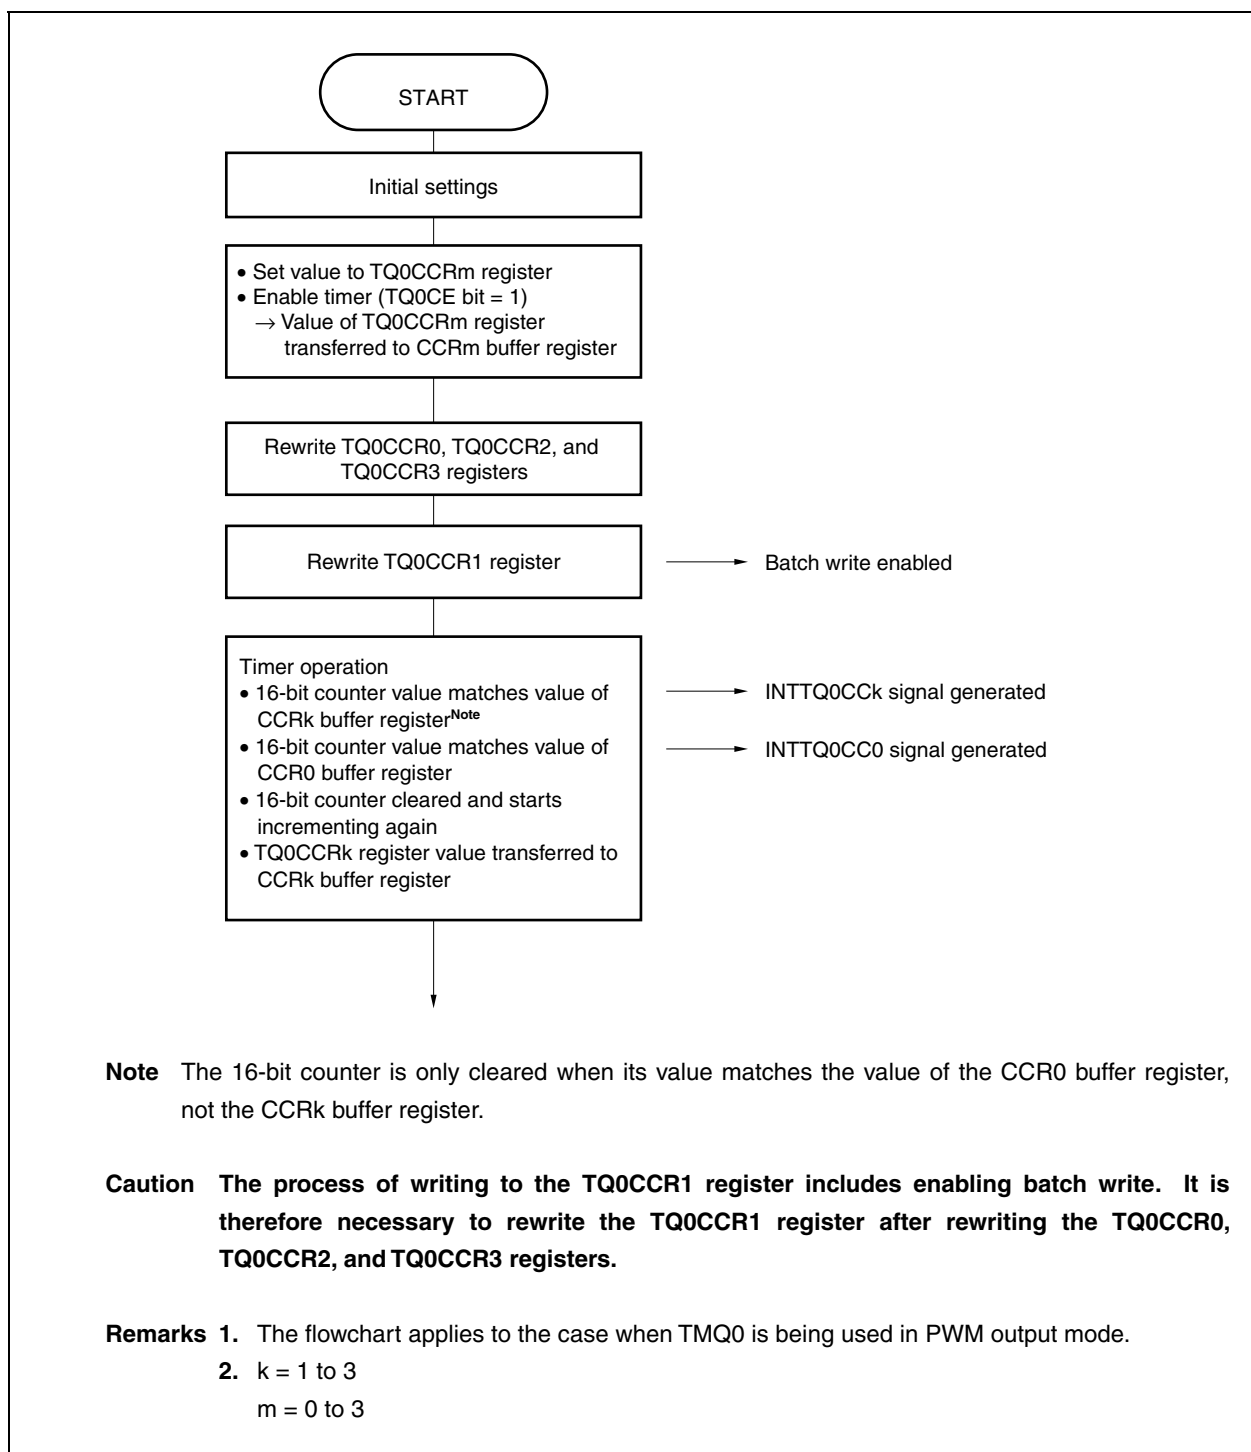 START
Initial settings
• Set value to TQ0CCRm register
• Enable timer (TQ0CE bit = 1)
→ Value of TQ0CCRm register
transferred to CCRm buffer register
Rewrite TQ0CCR0, TQ0CCR2, and
TQ0CCR3 registers
Rewrite TQ0CCR1 register
Batch write enabled
Timer operation
• 16-bit counter value matches value of
CCRk buffer registerNote
INTTQ0CCk signal generated
• 16-bit counter value matches value of
CCR0 buffer register
INTTQ0CC0 signal generated
• 16-bit counter cleared and starts
incrementing again
• TQ0CCRk register value transferred to
CCRk buffer register
Note The 16-bit counter is only cleared when its value matches the value of the CCR0 buffer register,
not the CCRk buffer register.
Caution The process of writing to the TQ0CCR1 register includes enabling batch write. It is
therefore necessary to rewrite the TQ0CCR1 register after rewriting the TQ0CCR0,
TQ0CCR2, and TQ0CCR3 registers.
Remarks 1. The flowchart applies to the case when TMQ0 is being used in PWM output mode.
2. k = 1 to 3
m = 0 to 3